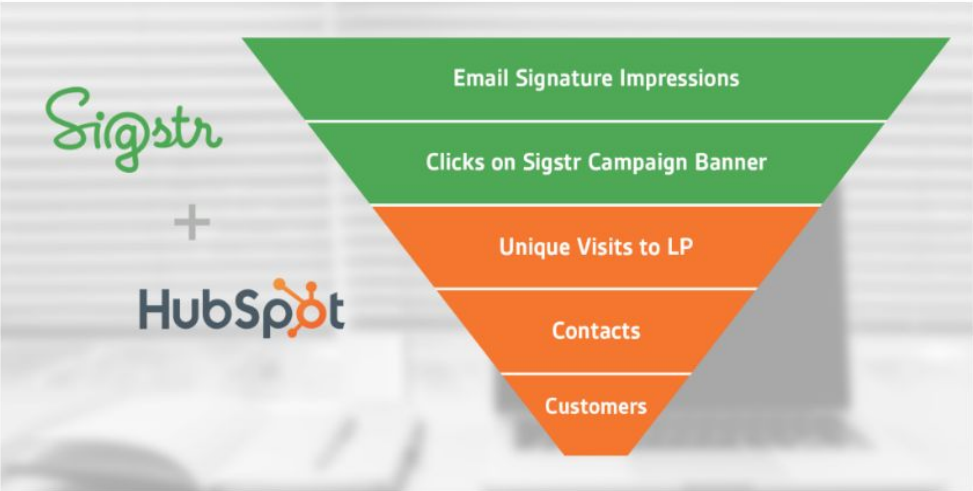 Sigstr
+
HubSpot
Email Signature Impressions
Clicks on Sigstr Campaign Banner
Unique Visits to LP
Contacts
Customers